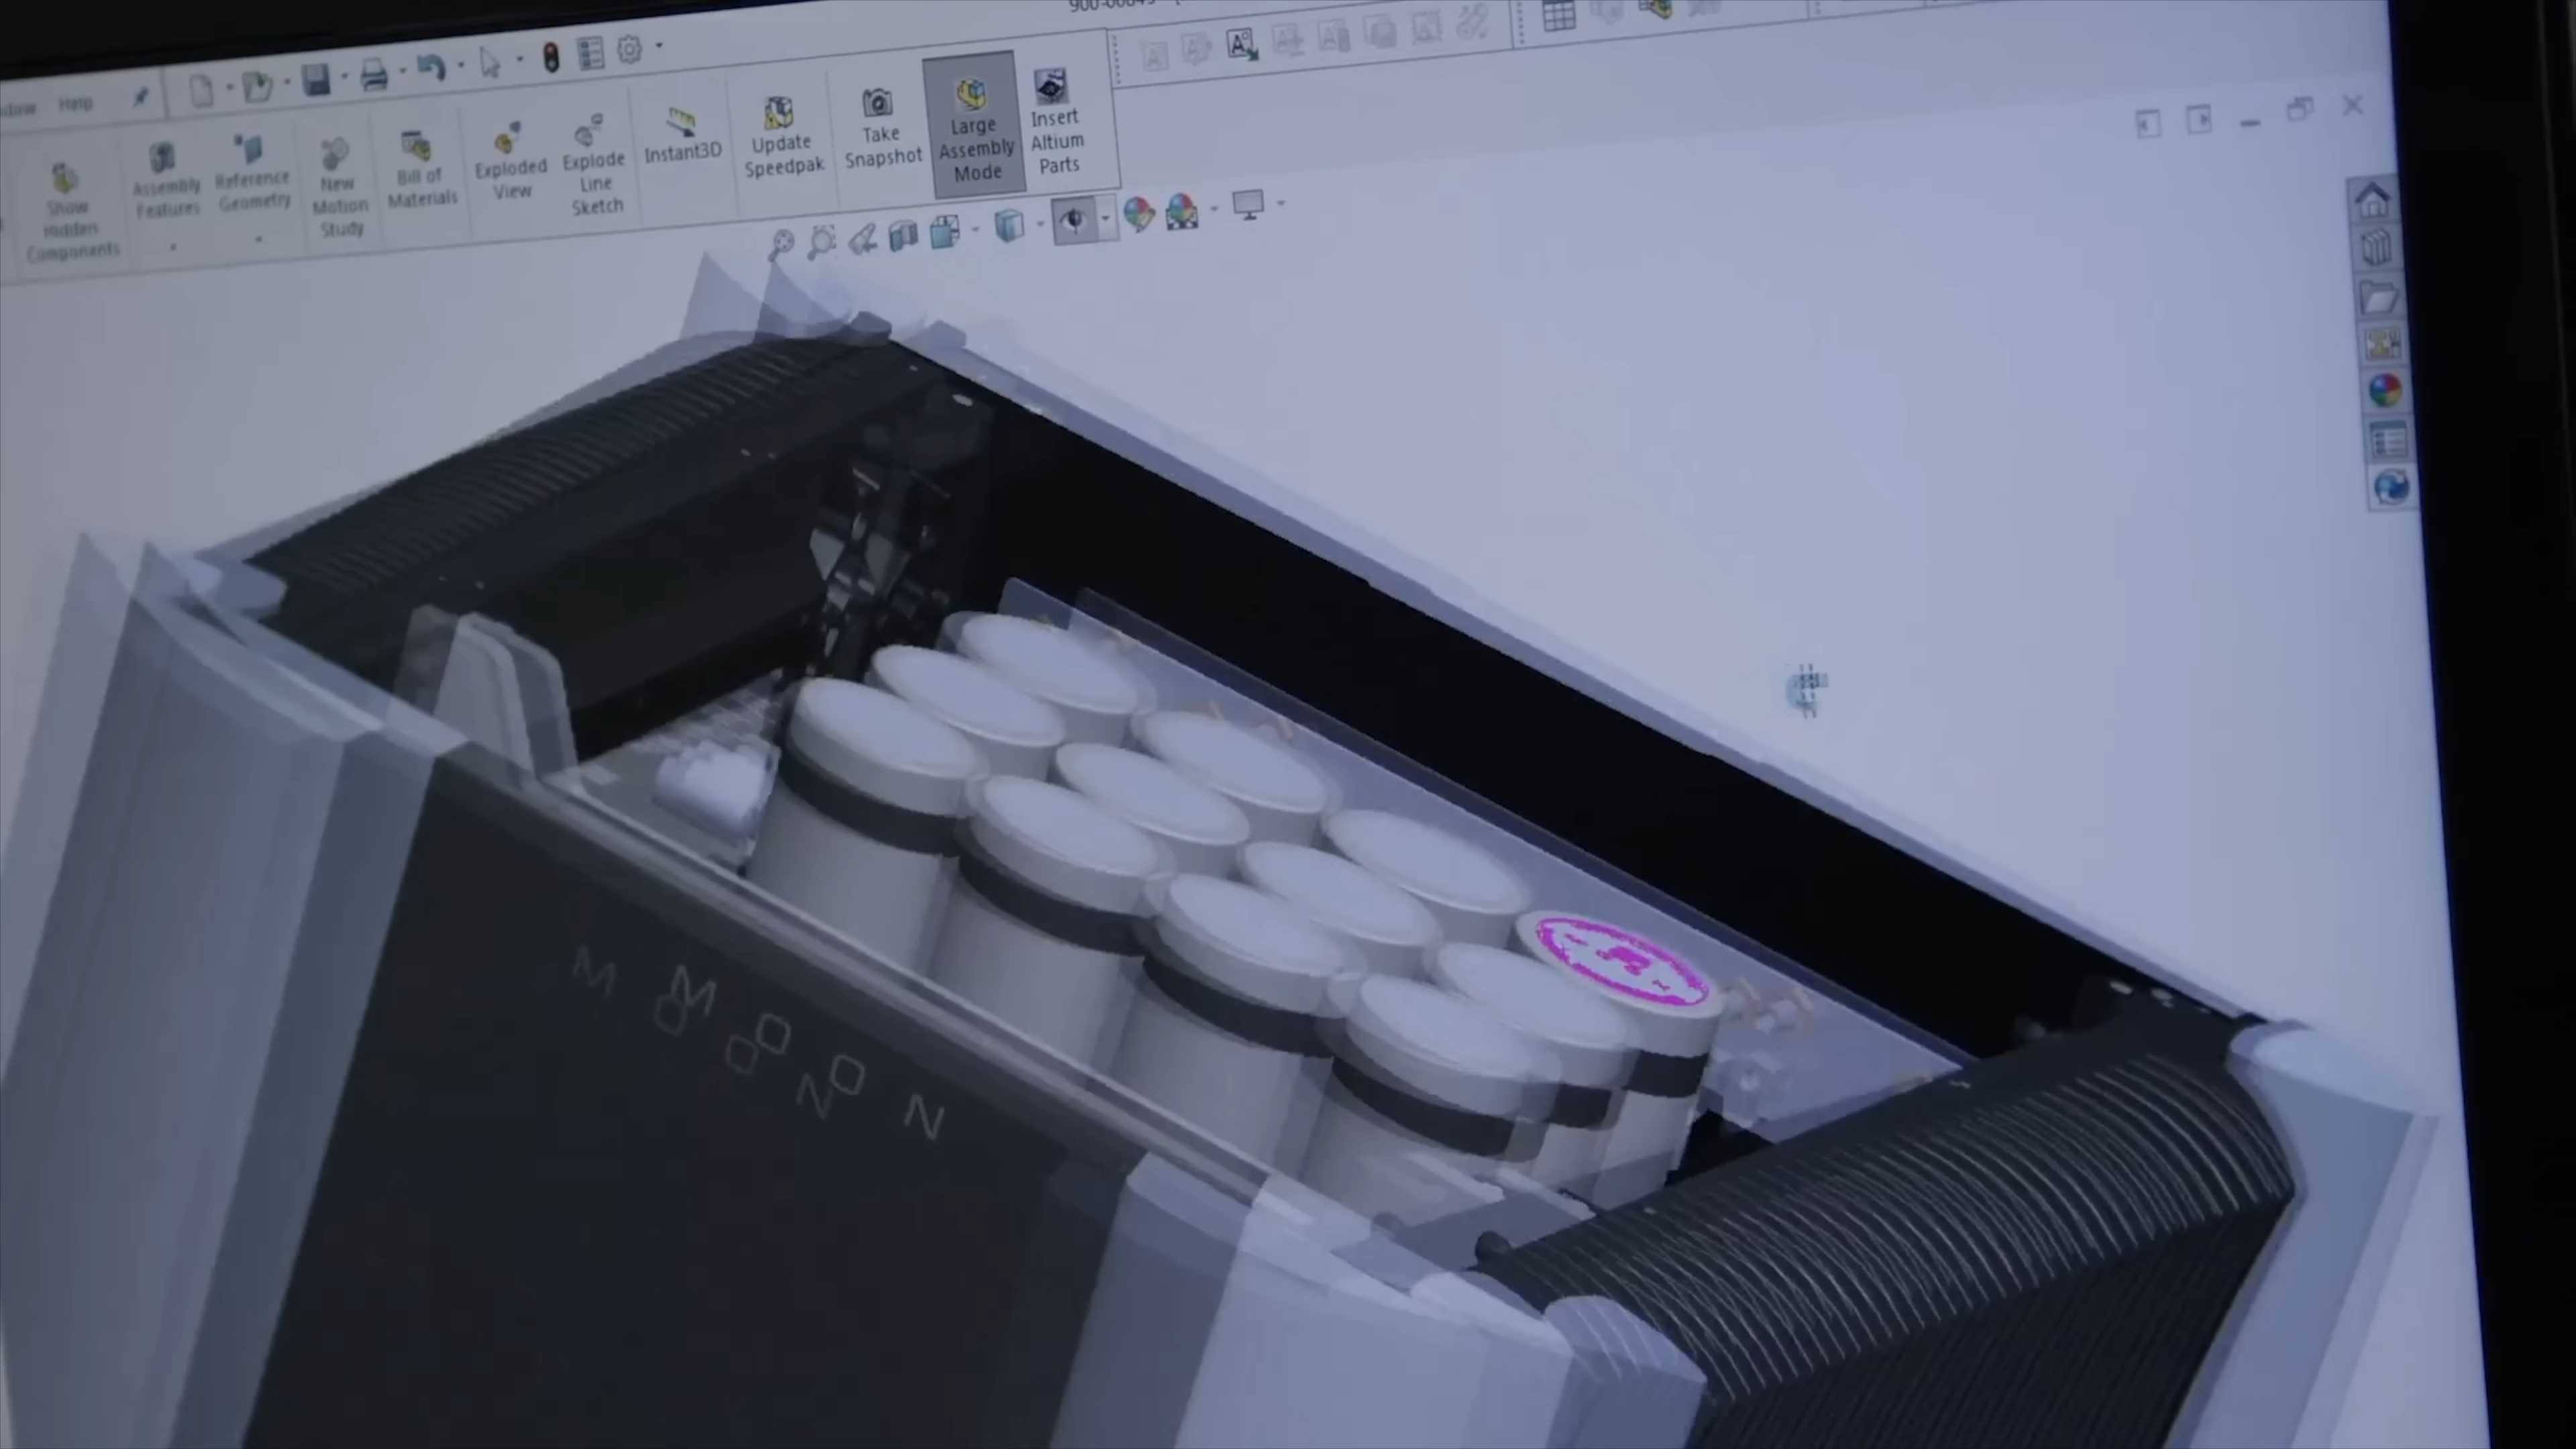 Help
Show
Hidden
Components
Assembly
Features
Reference
Geometry
New
Motion
Study
Bill of
Materials
Exploded
View
Explode
Line
Sketch
Instant3D
Update
Speedpak
Take
Snapshot
Large
Assembly
Mode
Insert
Altium
Parts
MOON
MOON